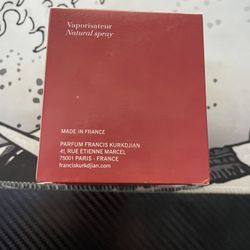 Vaporisateur
Natural spray
MADE IN FRANCE
PARFUM FRANCIS KURKDJIAN
41, RUE ETIENNE MARCEL
75001 PARIS - FRANCE
franciskurkdjian.com